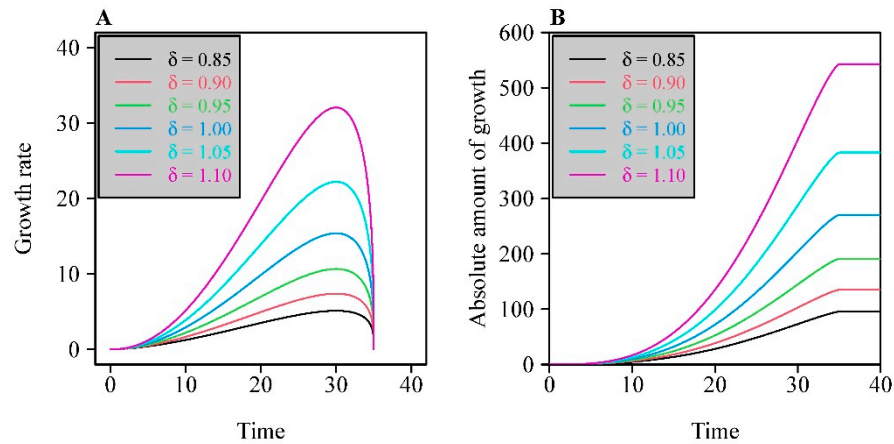 A
40
30
20
10
0
Growth rate
δ = 0.85
δ = 0.90
δ = 0.95
δ = 1.00
δ = 1.05
δ = 1.10
0 10 20 30 40
Time
B
600
500
400
300
200
100
0
Absolute amount of growth
δ = 0.85
δ = 0.90
δ = 0.95
δ = 1.00
δ = 1.05
δ = 1.10
0 10 20 30 40
Time